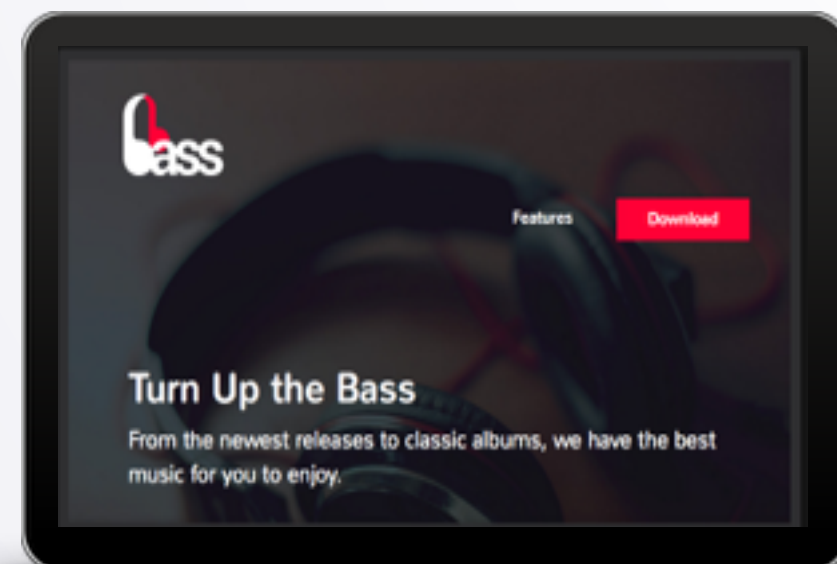 bass
Features
Download
Turn Up the Bass
From the newest releases to classic albums, we have the best
music for you to enjoy.